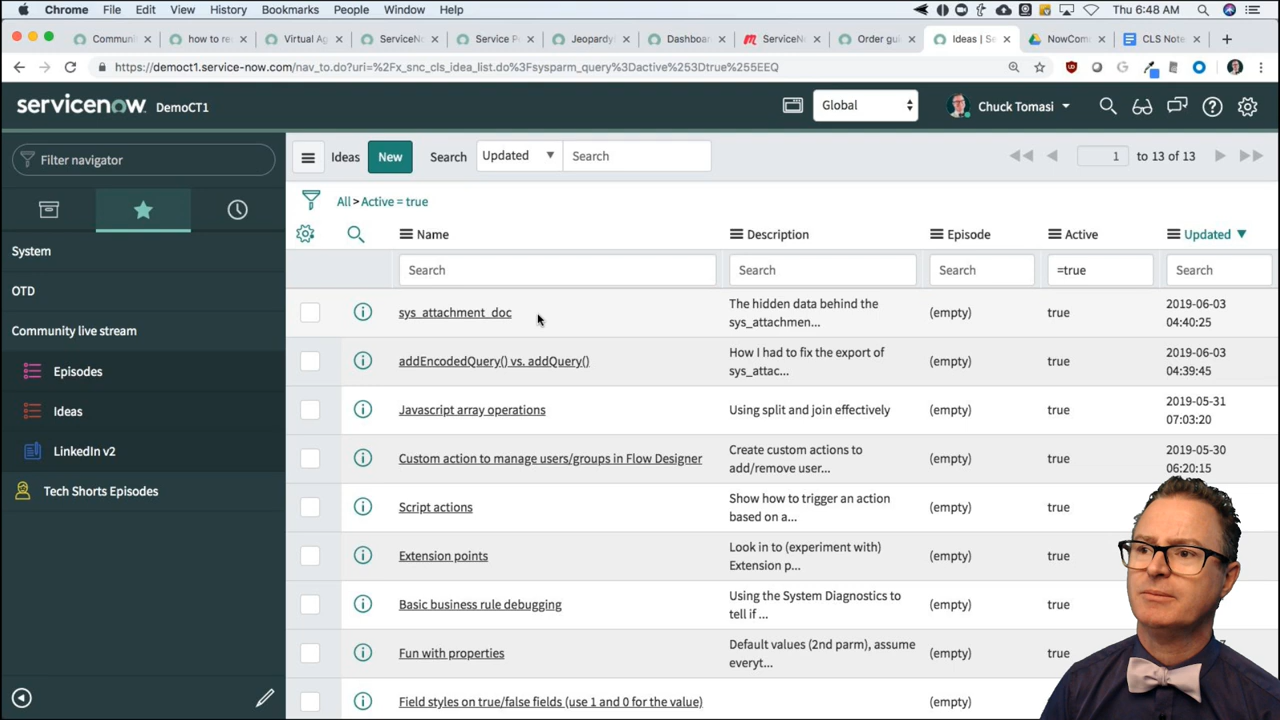 Chrome File Edit View History Bookmarks People Window Help Thu 6:48 AM
Communi how to re Virtual Ag ServiceNo Service Po Jeopardy! Dashboar ServiceN Order gui Ideas | Se NowCom CLS Note
https://democt1.service-now.com/nav_to.do?uri=%2Fx_snc_cls_idea_list.do%3Fsysparm_query%3Dactive%253Dtrue%255EEQ
servicenow DemoCT1 Global Chuck Tomasi
Filter navigator
System
OTD
Community live stream
Episodes
Ideas
LinkedIn v2
Tech Shorts Episodes
Ideas New Search Updated Search 1 to 13 of 13
All > Active = true
Name Description Episode Active Updated
Search Search Search =true Search
sys_attachment_doc The hidden data behind the (empty) true 2019-06-03
sys_attachmen... 04:40:25
addEncodedQuery() vs. addQuery() How I had to fix the export of (empty) true 2019-06-03
sys_attac... 04:39:45
Javascript array operations Using split and join effectively (empty) true 2019-05-31
07:03:20
Custom action to manage users/groups in Flow Designer Create custom actions to (empty) true 2019-05-30
add/remove user... 06:20:15
Script actions Show how to trigger an action (empty) true
based on a...
Extension points Look in to (experiment with) (empty) true
Extension p...
Basic business rule debugging Using the System Diagnostics to (empty) true
tell if ...
Fun with properties Default values (2nd parm), assume (empty) true
everyt...
Field styles on true/false fields (use 1 and 0 for the value) (empty)